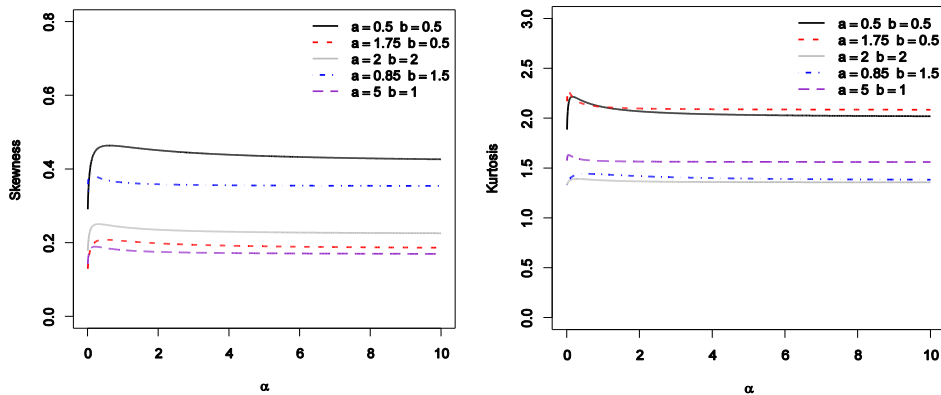 Skewness
0.8
0.6
0.4
0.2
0.0
a = 0.5 b = 0.5
a = 1.75 b = 0.5
a = 2 b = 2
a = 0.85 b = 1.5
a = 5 b = 1
0 2 4 6 8 10
α
Kurtosis
3.0
2.5
2.0
1.5
1.0
0.5
0.0
a = 0.5 b = 0.5
a = 1.75 b = 0.5
a = 2 b = 2
a = 0.85 b = 1.5
a = 5 b = 1
0 2 4 6 8 10
α